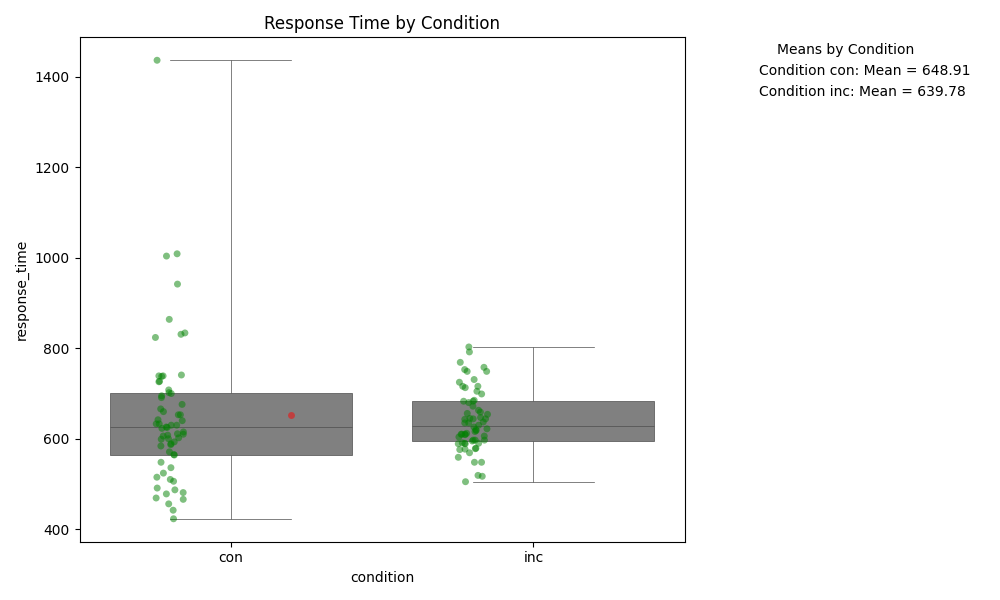 Response Time by Condition
Means by Condition
Condition con: Mean = 648.91
Condition inc: Mean = 639.78
1400
1200
1000
800
600
400
response_time
con inc
condition